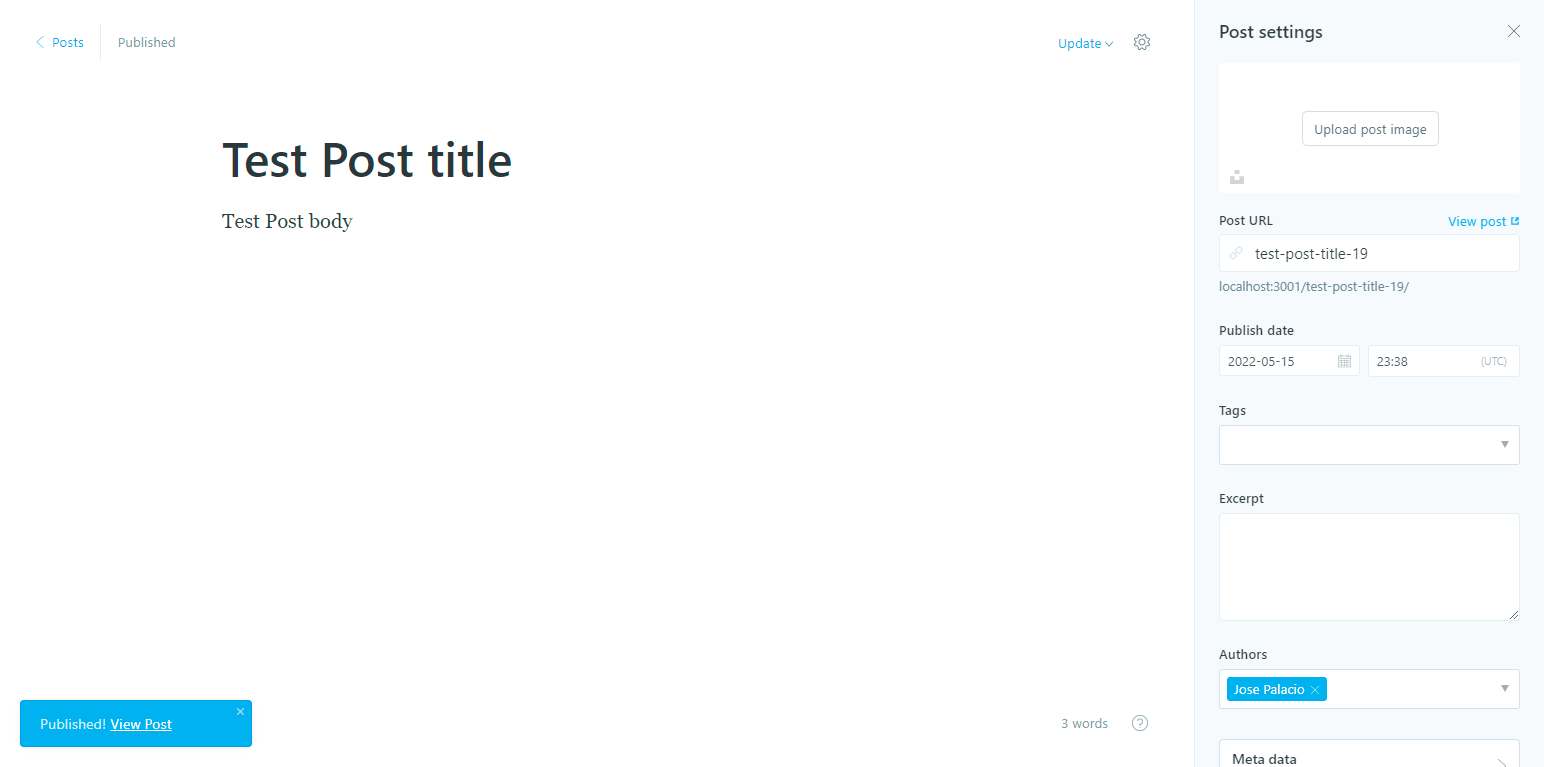 Posts
Published
Update
Test Post title
Test Post body
Published! View Post
3 words
Post settings
Upload post image
Post URL
View post
test-post-title-19
localhost:3001/test-post-title-19/
Publish date
2022-05-15
23:38
(UTC)
Tags
Excerpt
Authors
Jose Palacio
Meta data